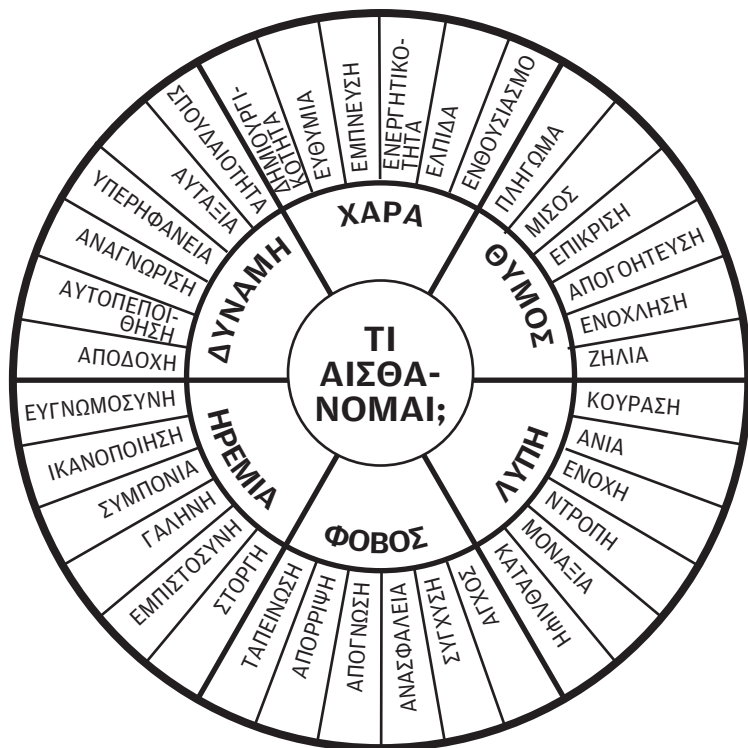 ΤΙ
ΑΙΣΘΑ-
ΝΟΜΑΙ;
ΧΑΡΑ
ΔΗΜΙΟΥΡΓΙ-
ΚΟΤΗΤΑ
ΕΥΘΥΜΙΑ
ΕΜΠΝΕΥΣΗ
ΕΝΕΡΓΗΤΙΚΟ-
ΤΗΤΑ
ΕΛΠΙΔΑ
ΕΝΘΟΥΣΙΑΣΜΟ
ΘΥΜΟΣ
ΠΛΗΓΩΜΑ
ΜΙΣΟΣ
ΕΠΙΚΡΙΣΗ
ΑΠΟΓΟΗΤΕΥΣΗ
ΕΝΟΧΛΗΣΗ
ΖΗΛΙΑ
ΛΥΠΗ
ΚΟΥΡΑΣΗ
ΑΝΙΑ
ΕΝΟΧΗ
ΝΤΡΟΠΗ
ΜΟΝΑΞΙΑ
ΚΑΤΑΘΛΙΨΗ
ΦΟΒΟΣ
ΑΓΧΟΣ
ΣΥΓΧΥΣΗ
ΑΝΑΣΦΑΛΕΙΑ
ΑΠΟΓΝΩΣΗ
ΑΠΟΡΡΙΨΗ
ΤΑΠΕΙΝΩΣΗ
ΗΡΕΜΙΑ
ΣΤΟΡΓΗ
ΕΜΠΙΣΤΟΣΥΝΗ
ΓΑΛΗΝΗ
ΣΥΜΠΟΝΙΑ
ΙΚΑΝΟΠΟΙΗΣΗ
ΕΥΓΝΩΜΟΣΥΝΗ
ΔΥΝΑΜΗ
ΑΠΟΔΟΧΗ
ΑΥΤΟΠΕΠΟΙ-
ΘΗΣΗ
ΑΝΑΓΝΩΡΙΣΗ
ΥΠΕΡΗΦΑΝΕΙΑ
ΑΥΤΑΞΙΑ
ΣΠΟΥΔΑΙΟΤΗΤΑ